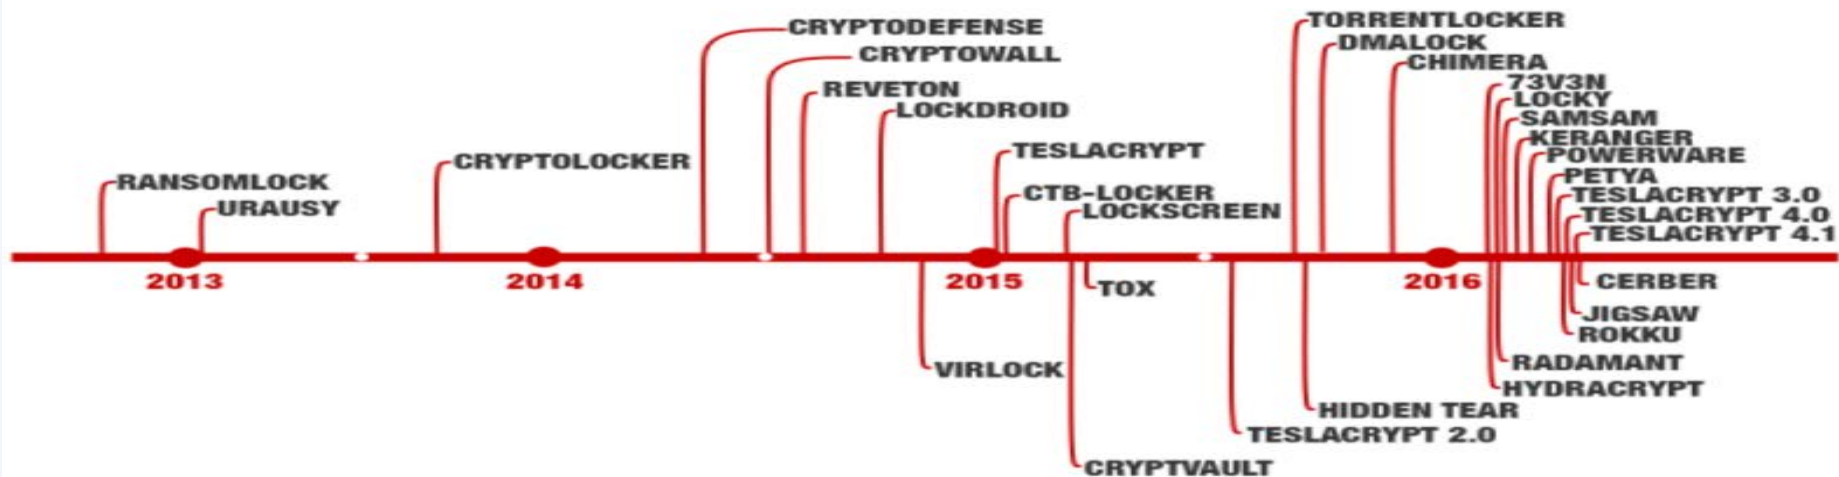 CRYPTODEFENSE
CRYPTOWALL
REVETON
LOCKDROID
TORRENTLOCKER
DMALOCK
CHIMERA
73V3N
LOCKY
SAMSAM
KERANGER
POWERWARE
PETYA
TESLACRYPT 3.0
TESLACRYPT 4.0
TESLACRYPT 4.1
RANSOMLOCK
URAUSY
CRYPTOLOCKER
TESLACRYPT
CTB-LOCKER
LOCKSCREEN
2013
2014
2015
2016
TOX
VIRLOCK
CERBER
JIGSAW
ROKKU
RADAMANT
HYDRACRYPT
HIDDEN TEAR
TESLACRYPT 2.0
CRYPTVAULT